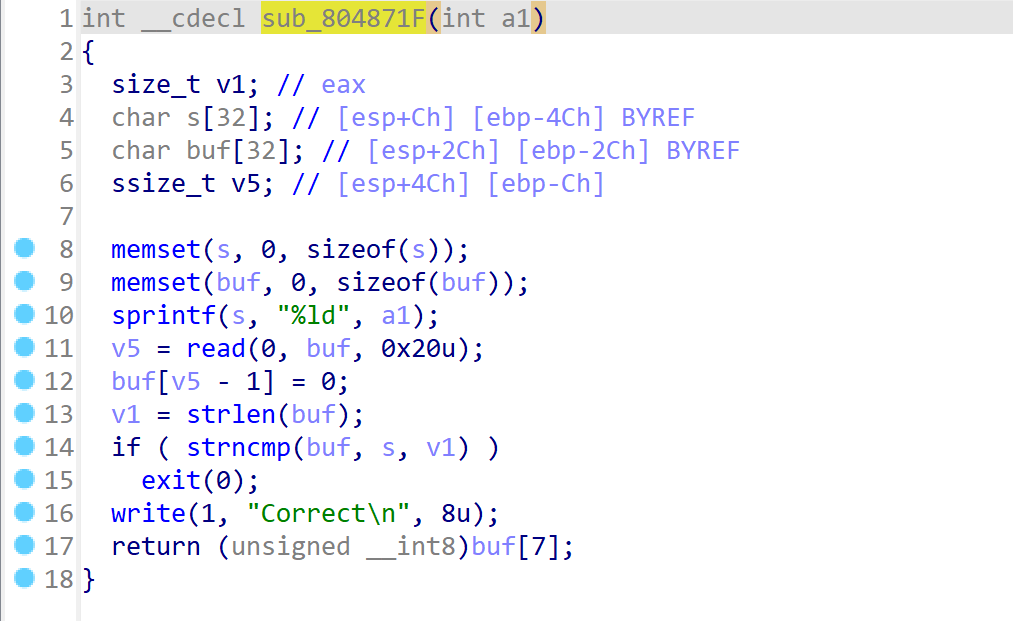 1 int __cdecl sub_804871F(int a1)
2 {
3   size_t v1; // eax
4   char s[32]; // [esp+Ch] [ebp-4Ch] BYREF
5   char buf[32]; // [esp+2Ch] [ebp-2Ch] BYREF
6   ssize_t v5; // [esp+4Ch] [ebp-Ch]
7
8   memset(s, 0, sizeof(s));
9   memset(buf, 0, sizeof(buf));
10   sprintf(s, "%ld", a1);
11   v5 = read(0, buf, 0x20u);
12   buf[v5 - 1] = 0;
13   v1 = strlen(buf);
14   if ( strncmp(buf, s, v1) )
15     exit(0);
16   write(1, "Correct\n", 8u);
17   return (unsigned __int8)buf[7];
18 }